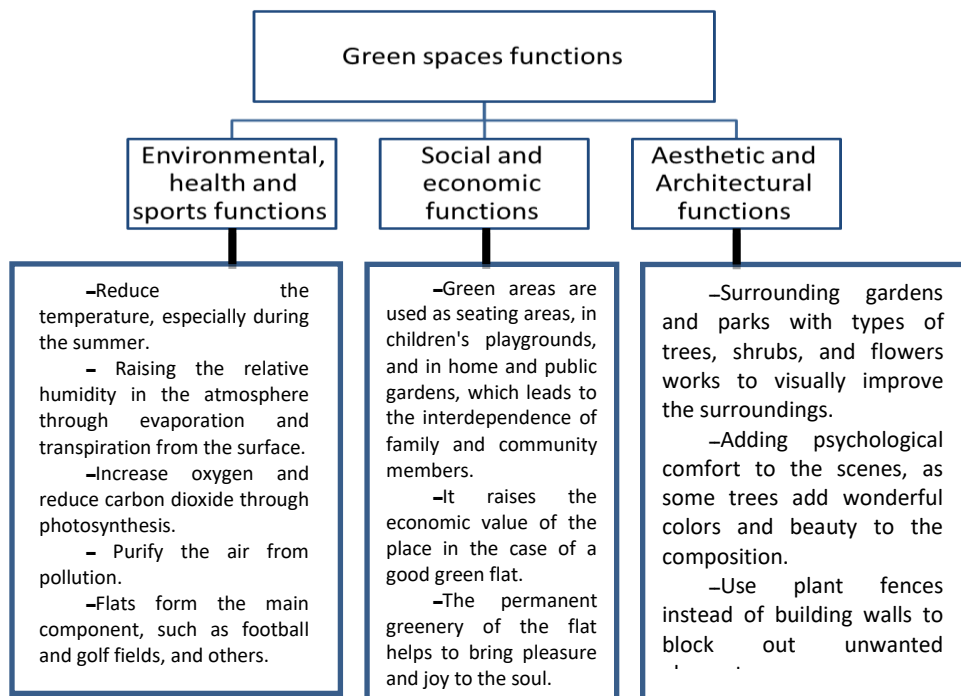 Green spaces functions
Environmental,
health and
sports functions
Social and
economic
functions
Aesthetic and
Architectural
functions
–Reduce the
temperature, especially during
the summer.
– Raising the relative
humidity in the atmosphere
through evaporation and
transpiration from the surface.
–Increase oxygen and
reduce carbon dioxide through
photosynthesis.
– Purify the air from
pollution.
–Flats form the main
component, such as football
and golf fields, and others.
–Green areas are
used as seating areas, in
children's playgrounds,
and in home and public
gardens, which leads to
the interdependence of
family and community
members.
–It raises the
economic value of the
place in the case of a
good green flat.
–The permanent
greenery of the flat
helps to bring pleasure
and joy to the soul.
–Surrounding gardens
and parks with types of
trees, shrubs, and flowers
works to visually improve
the surroundings.
–Adding psychological
comfort to the scenes, as
some trees add wonderful
colors and beauty to the
composition.
–Use plant fences
instead of building walls to
block out unwanted